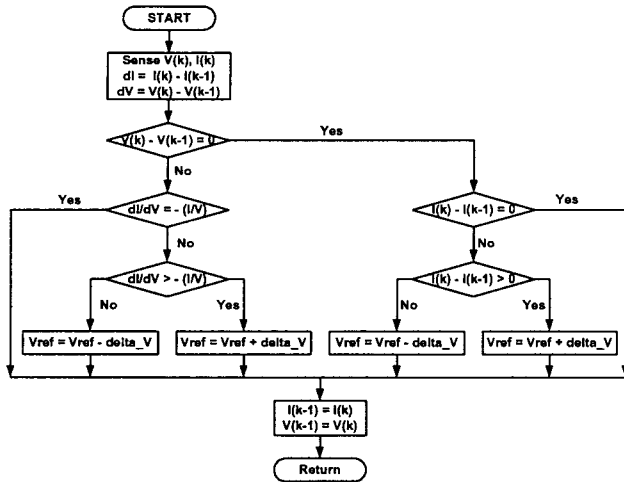 START
Sense V(k), I(k)
dI = I(k) - I(k-1)
dV = V(k) - V(k-1)
V(k) - V(k-1) = 0
Yes
No
Yes
dI/dV = - (I/V)
I(k) - I(k-1) = 0
Yes
No
No
dI/dV > - (I/V)
I(k) - I(k-1) > 0
No
Yes
No
Yes
Vref = Vref - delta_V
Vref = Vref + delta_V
Vref = Vref - delta_V
Vref = Vref + delta_V
I(k-1) = I(k)
V(k-1) = V(k)
Return